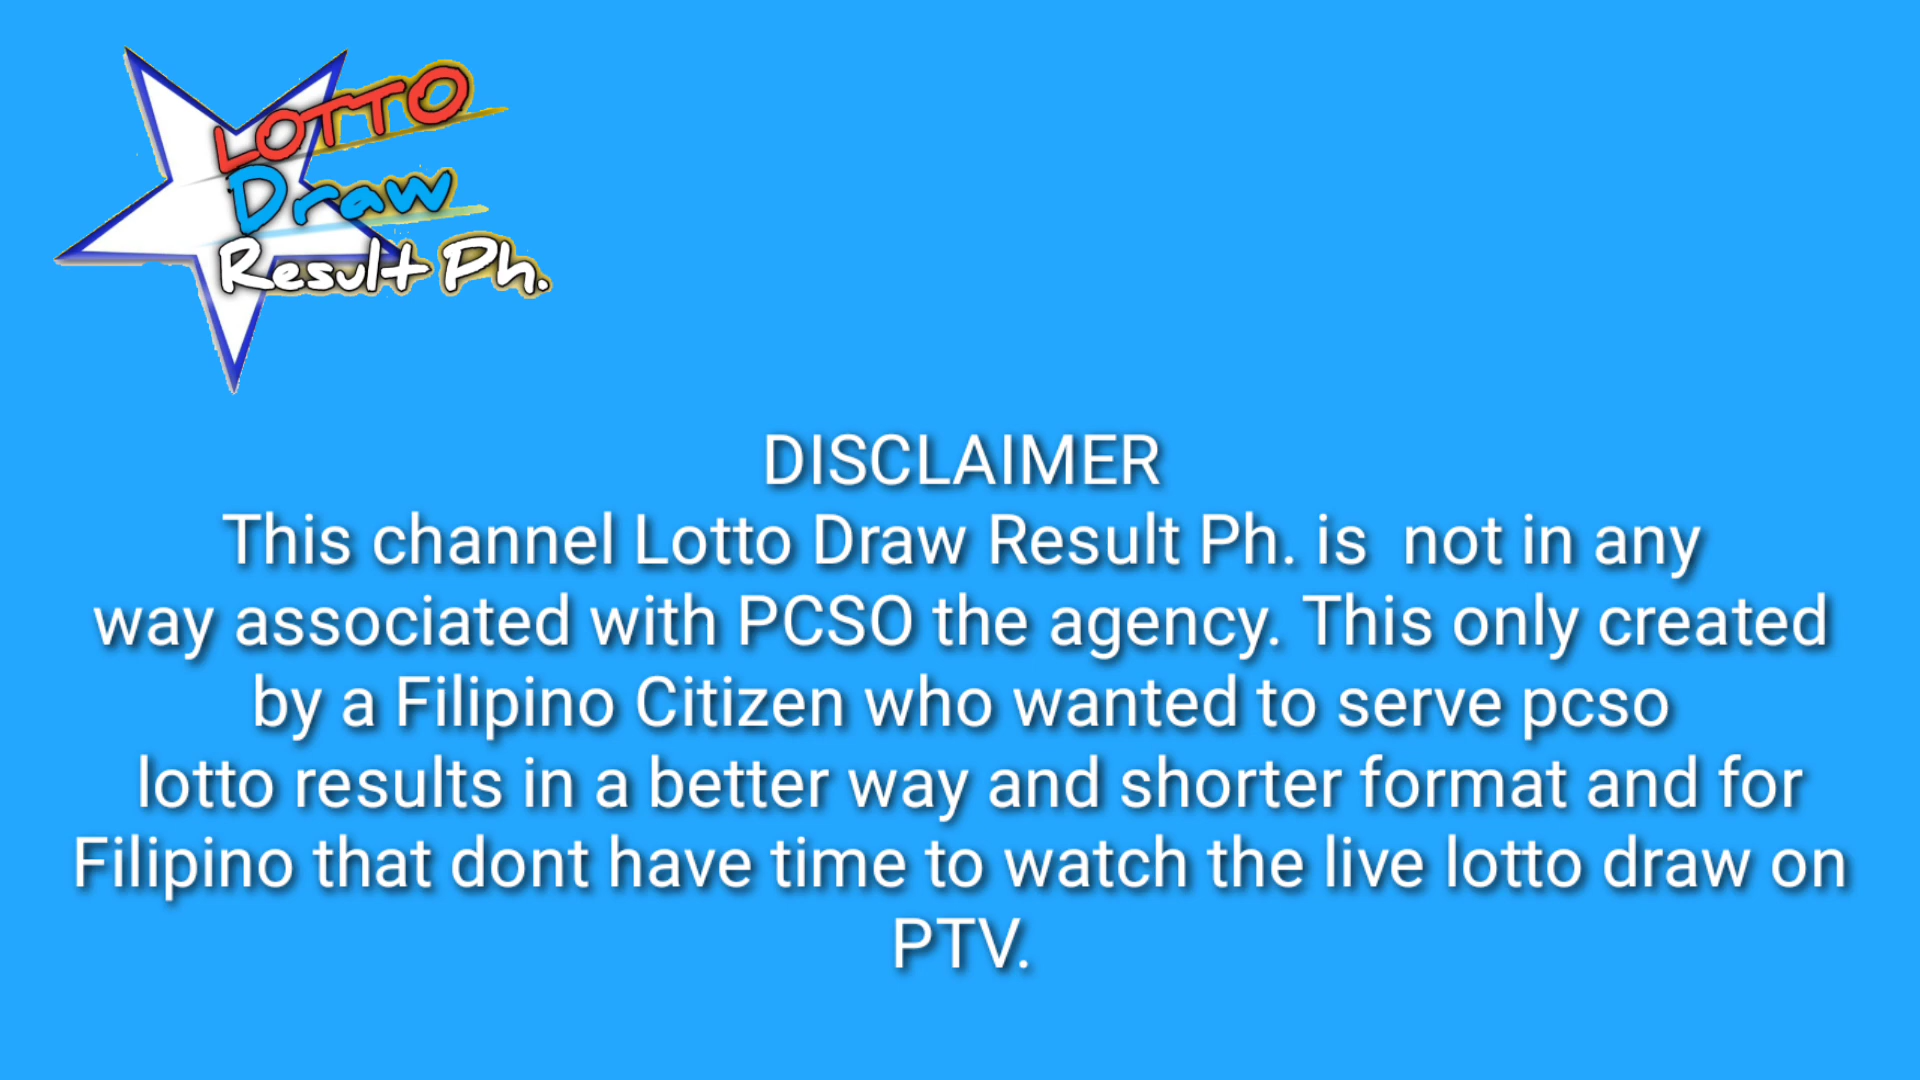 LOTTO
Draw
Result Ph.
DISCLAIMER
This channel Lotto Draw Result Ph. is  not in any
way associated with PCSO the agency. This only created
by a Filipino Citizen who wanted to serve pcso
lotto results in a better way and shorter format and for
Filipino that dont have time to watch the live lotto draw on
PTV.